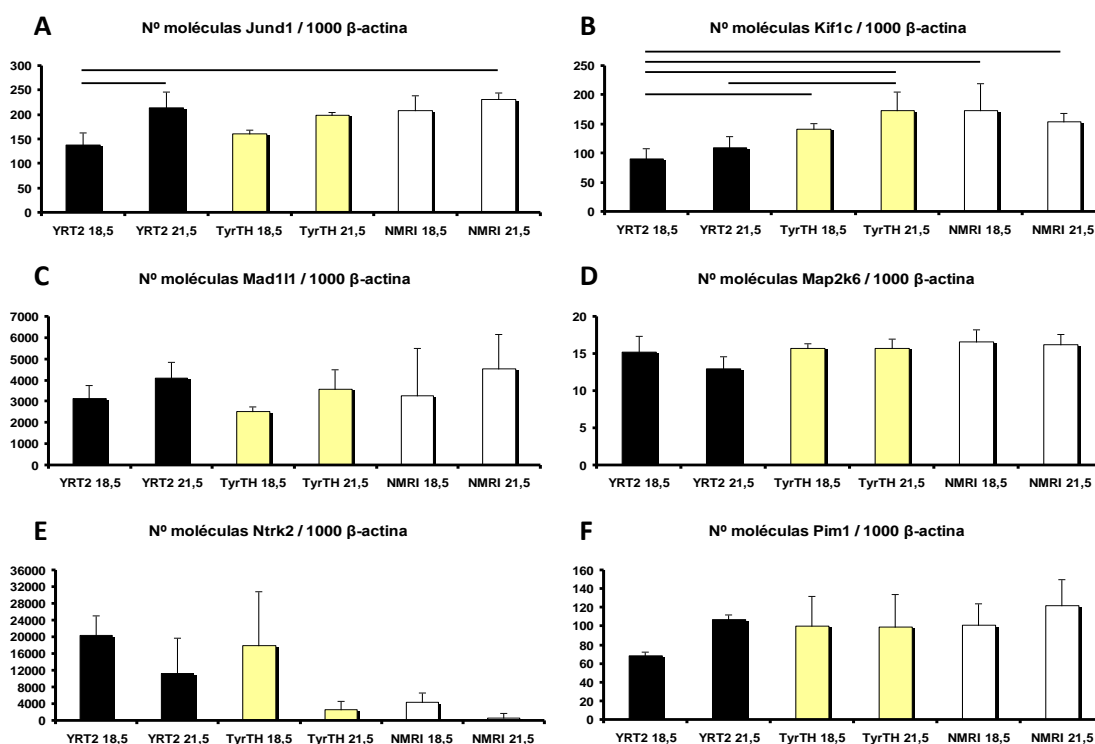 A
Nº moléculas Jund1 / 1000 β-actina
300
250
200
150
100
50
0
YRT2 18,5 YRT2 21,5 TyrTH 18,5 TyrTH 21,5 NMRI 18,5 NMRI 21,5
B
Nº moléculas Kif1c / 1000 β-actina
250
200
150
100
50
0
YRT2 18,5 YRT2 21,5 TyrTH 18,5 TyrTH 21,5 NMRI 18,5 NMRI 21,5
C
Nº moléculas Mad1l1 / 1000 β-actina
7000
6000
5000
4000
3000
2000
1000
0
YRT2 18,5 YRT2 21,5 TyrTH 18,5 TyrTH 21,5 NMRI 18,5 NMRI 21,5
D
Nº moléculas Map2k6 / 1000 β-actina
20
15
10
5
0
YRT2 18,5 YRT2 21,5 TyrTH 18,5 TyrTH 21,5 NMRI 18,5 NMRI 21,5
E
Nº moléculas Ntrk2 / 1000 β-actina
36000
32000
28000
24000
20000
16000
12000
8000
4000
0
YRT2 18,5 YRT2 21,5 TyrTH 18,5 TyrTH 21,5 NMRI 18,5 NMRI 21,5
F
Nº moléculas Pim1 / 1000 β-actina
160
140
120
100
80
60
40
20
0
YRT2 18,5 YRT2 21,5 TyrTH 18,5 TyrTH 21,5 NMRI 18,5 NMRI 21,5